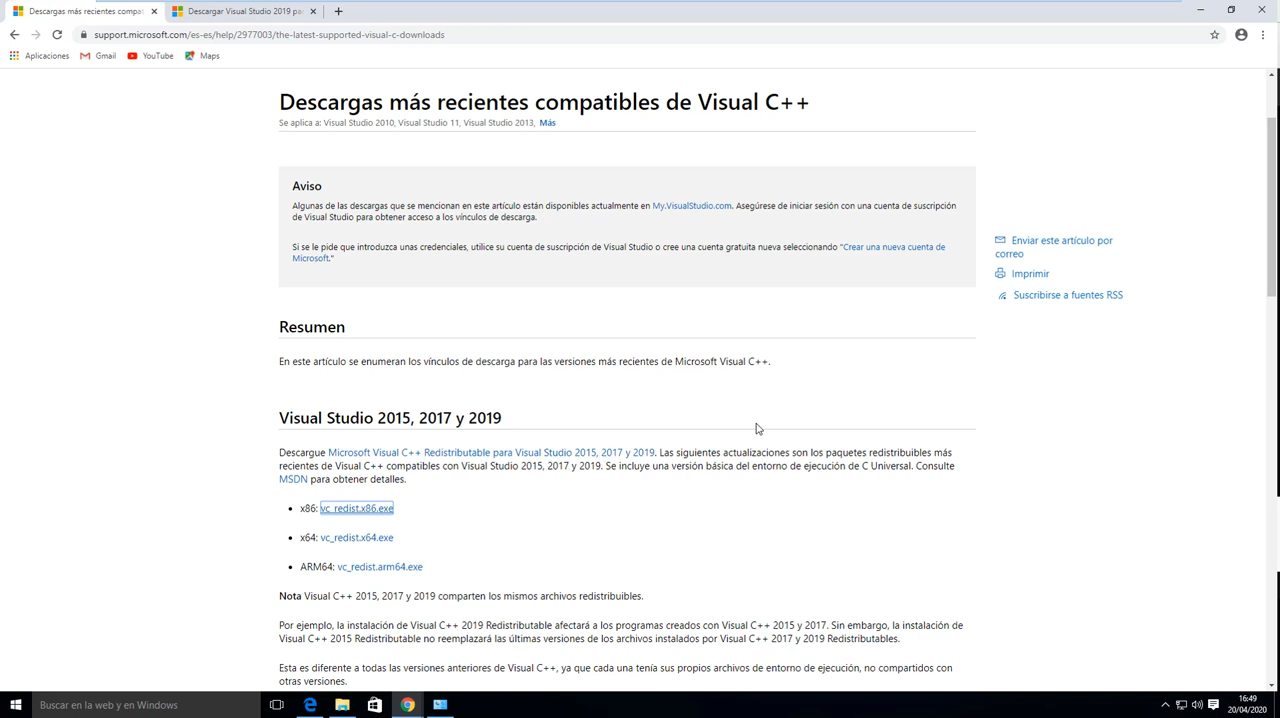 Descargas más recientes compat
Descargar Visual Studio 2019 pa
support.microsoft.com/es-es/help/2977003/the-latest-supported-visual-c-downloads
Aplicaciones Gmail YouTube Maps
Descargas más recientes compatibles de Visual C++
Se aplica a: Visual Studio 2010, Visual Studio 11, Visual Studio 2013, Más
Aviso
Algunas de las descargas que se mencionan en este artículo están disponibles actualmente en My.VisualStudio.com. Asegúrese de iniciar sesión con una cuenta de suscripción
de Visual Studio para obtener acceso a los vínculos de descarga.
Si se le pide que introduzca unas credenciales, utilice su cuenta de suscripción de Visual Studio o cree una cuenta gratuita nueva seleccionando "Crear una nueva cuenta de
Microsoft."
Enviar este artículo por
correo
Imprimir
Suscribirse a fuentes RSS
Resumen
En este artículo se enumeran los vínculos de descarga para las versiones más recientes de Microsoft Visual C++.
Visual Studio 2015, 2017 y 2019
Descargue Microsoft Visual C++ Redistributable para Visual Studio 2015, 2017 y 2019. Las siguientes actualizaciones son los paquetes redistribuibles más
recientes de Visual C++ compatibles con Visual Studio 2015, 2017 y 2019. Se incluye una versión básica del entorno de ejecución de C Universal. Consulte
MSDN para obtener detalles.
• x86: vc_redist.x86.exe
• x64: vc_redist.x64.exe
• ARM64: vc_redist.arm64.exe
Nota Visual C++ 2015, 2017 y 2019 comparten los mismos archivos redistribuibles.
Por ejemplo, la instalación de Visual C++ 2019 Redistributable afectará a los programas creados con Visual C++ 2015 y 2017. Sin embargo, la instalación de
Visual C++ 2015 Redistributable no reemplazará las últimas versiones de los archivos instalados por Visual C++ 2017 y 2019 Redistributables.
Esta es diferente a todas las versiones anteriores de Visual C++, ya que cada una tenía sus propios archivos de entorno de ejecución, no compartidos con
otras versiones.
Buscar en la web y en Windows
16:49
20/04/2020